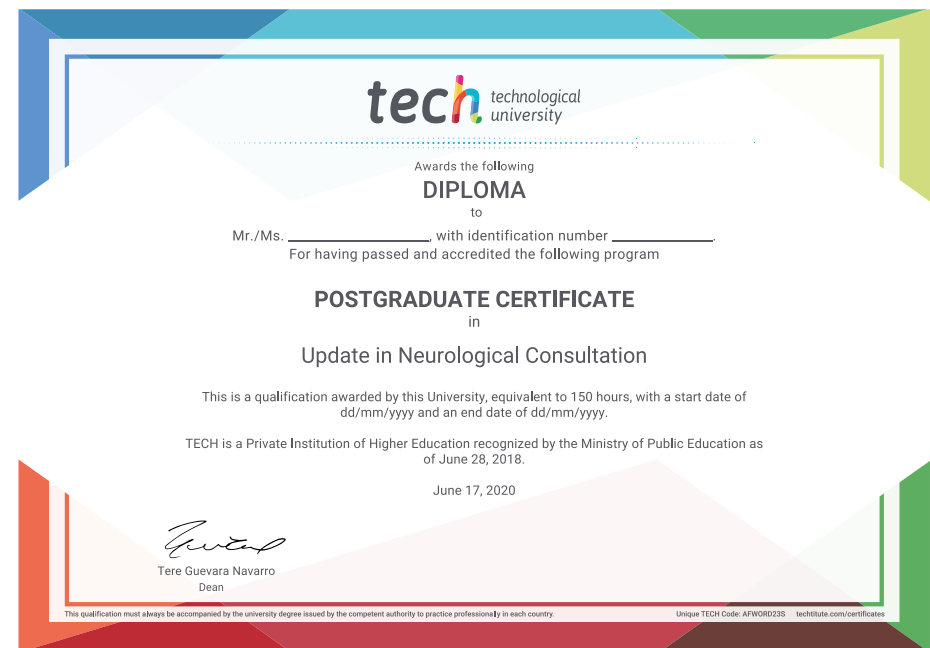 tech technological
university
Awards the following
DIPLOMA
to
Mr./Ms. ____________________, with identification number ______________.
For having passed and accredited the following program
POSTGRADUATE CERTIFICATE
in
Update in Neurological Consultation
This is a qualification awarded by this University, equivalent to 150 hours, with a start date of
dd/mm/yyyy and an end date of dd/mm/yyyy.
TECH is a Private Institution of Higher Education recognized by the Ministry of Public Education as
of June 28, 2018.
June 17, 2020
Tere Guevara Navarro
Dean
This qualification must always be accompanied by the university degree issued by the competent authority to practice professionally in each country. Unique TECH Code: AFWORD23S techtitute.com/certificates